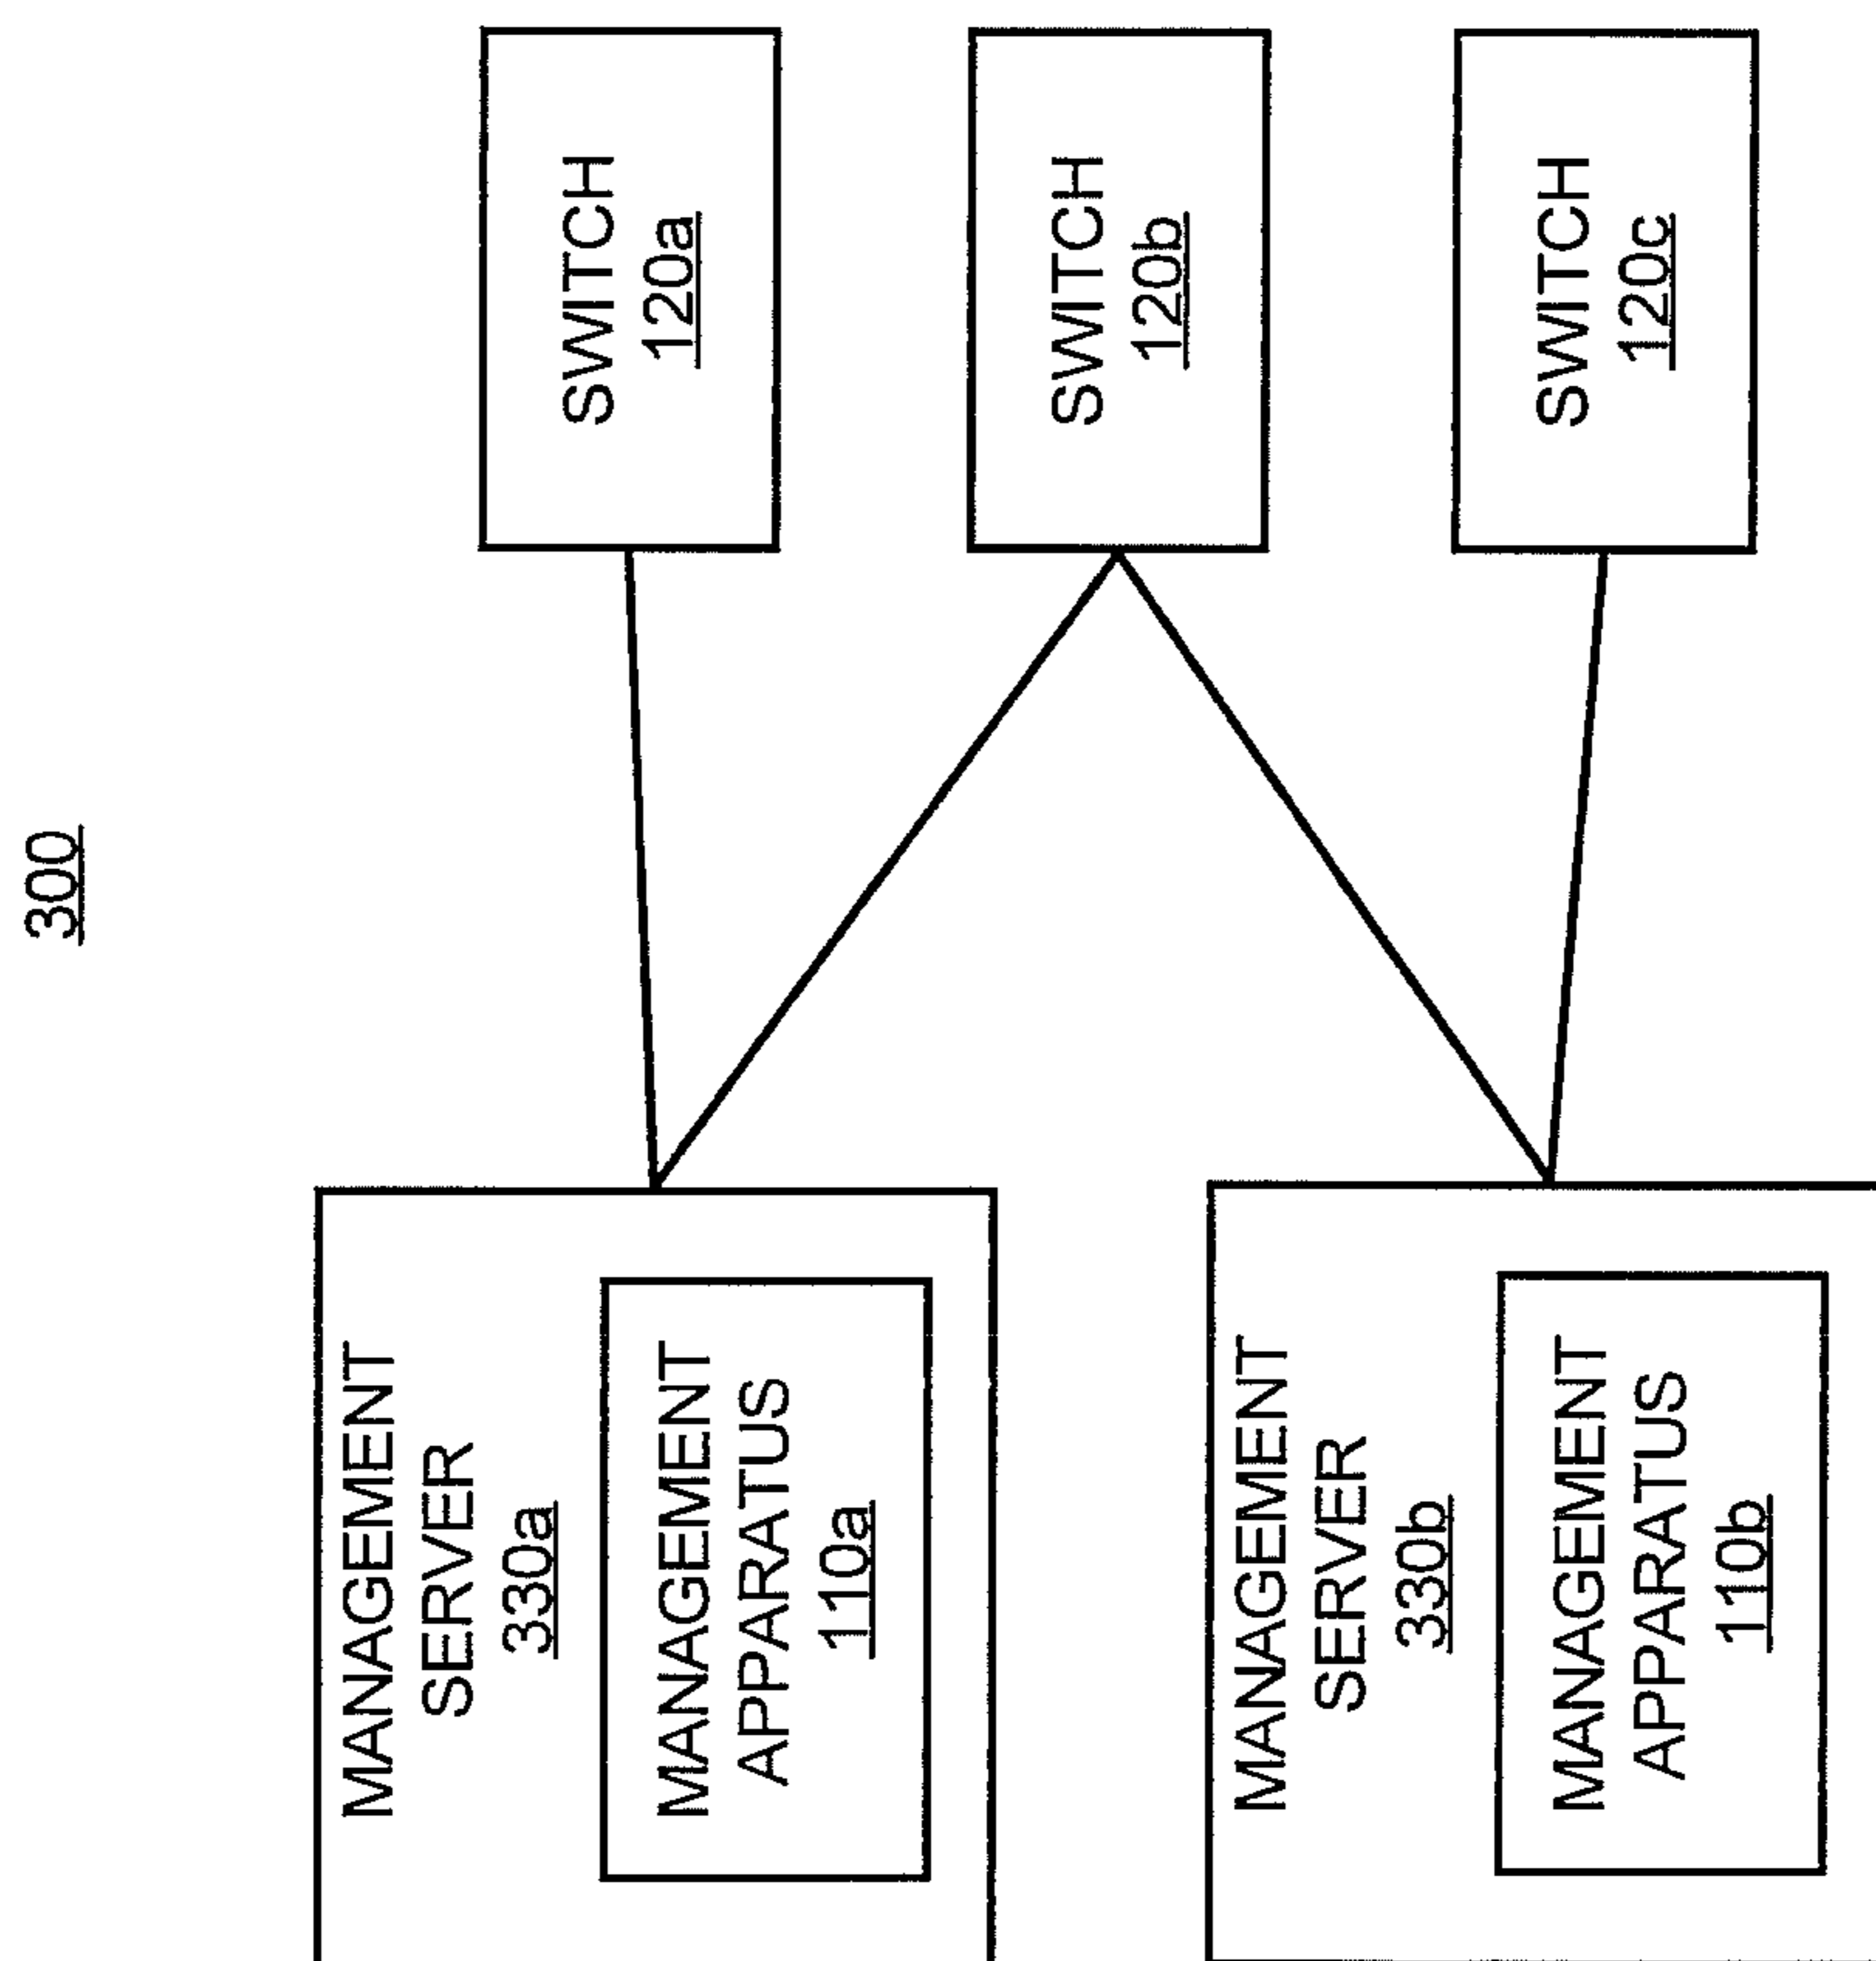 300
MANAGEMENT
SERVER
330a
MANAGEMENT
APPARATUS
110a
MANAGEMENT
SERVER
330b
MANAGEMENT
APPARATUS
110b
SWITCH
120a
SWITCH
120b
SWITCH
120c